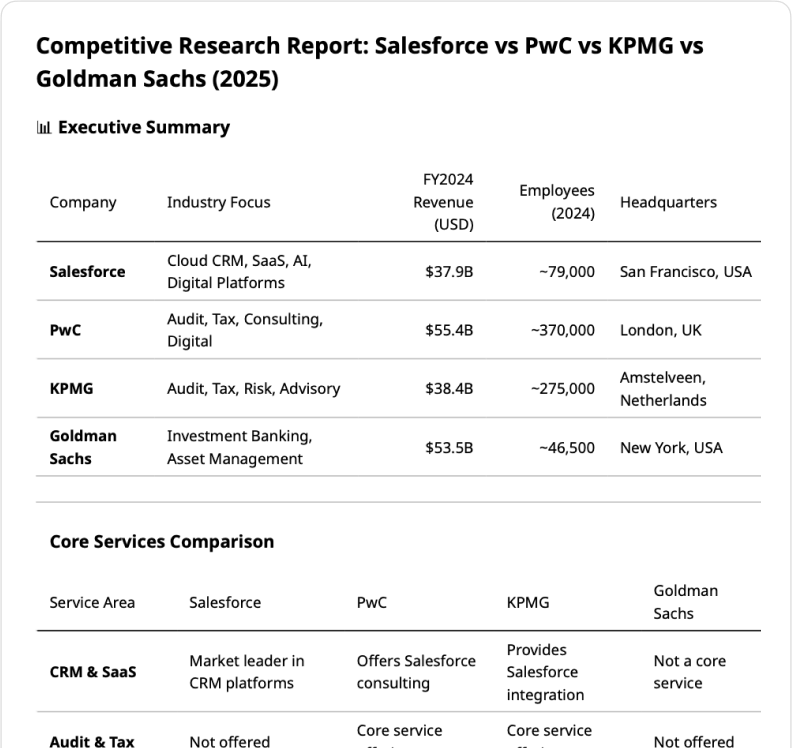 Competitive Research Report: Salesforce vs PwC vs KPMG vs
Goldman Sachs (2025)
Executive Summary
Company Industry Focus FY2024 Revenue (USD) Employees (2024) Headquarters
Salesforce Cloud CRM, SaaS, AI, Digital Platforms $37.9B ~79,000 San Francisco, USA
PwC Audit, Tax, Consulting, Digital $55.4B ~370,000 London, UK
KPMG Audit, Tax, Risk, Advisory $38.4B ~275,000 Amstelveen, Netherlands
Goldman Sachs Investment Banking, Asset Management $53.5B ~46,500 New York, USA
Core Services Comparison
Service Area Salesforce PwC KPMG Goldman Sachs
CRM & SaaS Market leader in CRM platforms Offers Salesforce consulting Provides Salesforce integration Not a core service
Audit & Tax Not offered Core service Core service Not offered